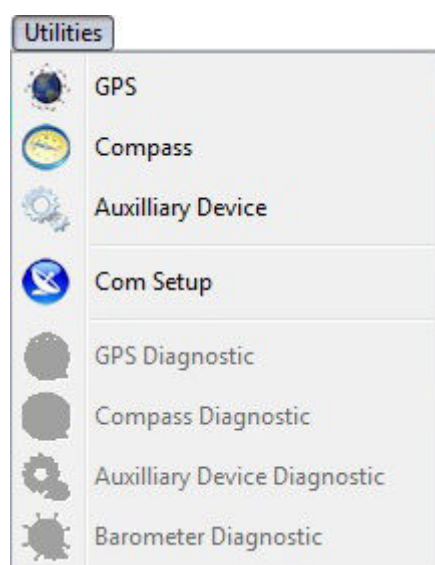 Utilities
GPS
Compass
Auxilliary Device
Com Setup
GPS Diagnostic
Compass Diagnostic
Auxilliary Device Diagnostic
Barometer Diagnostic